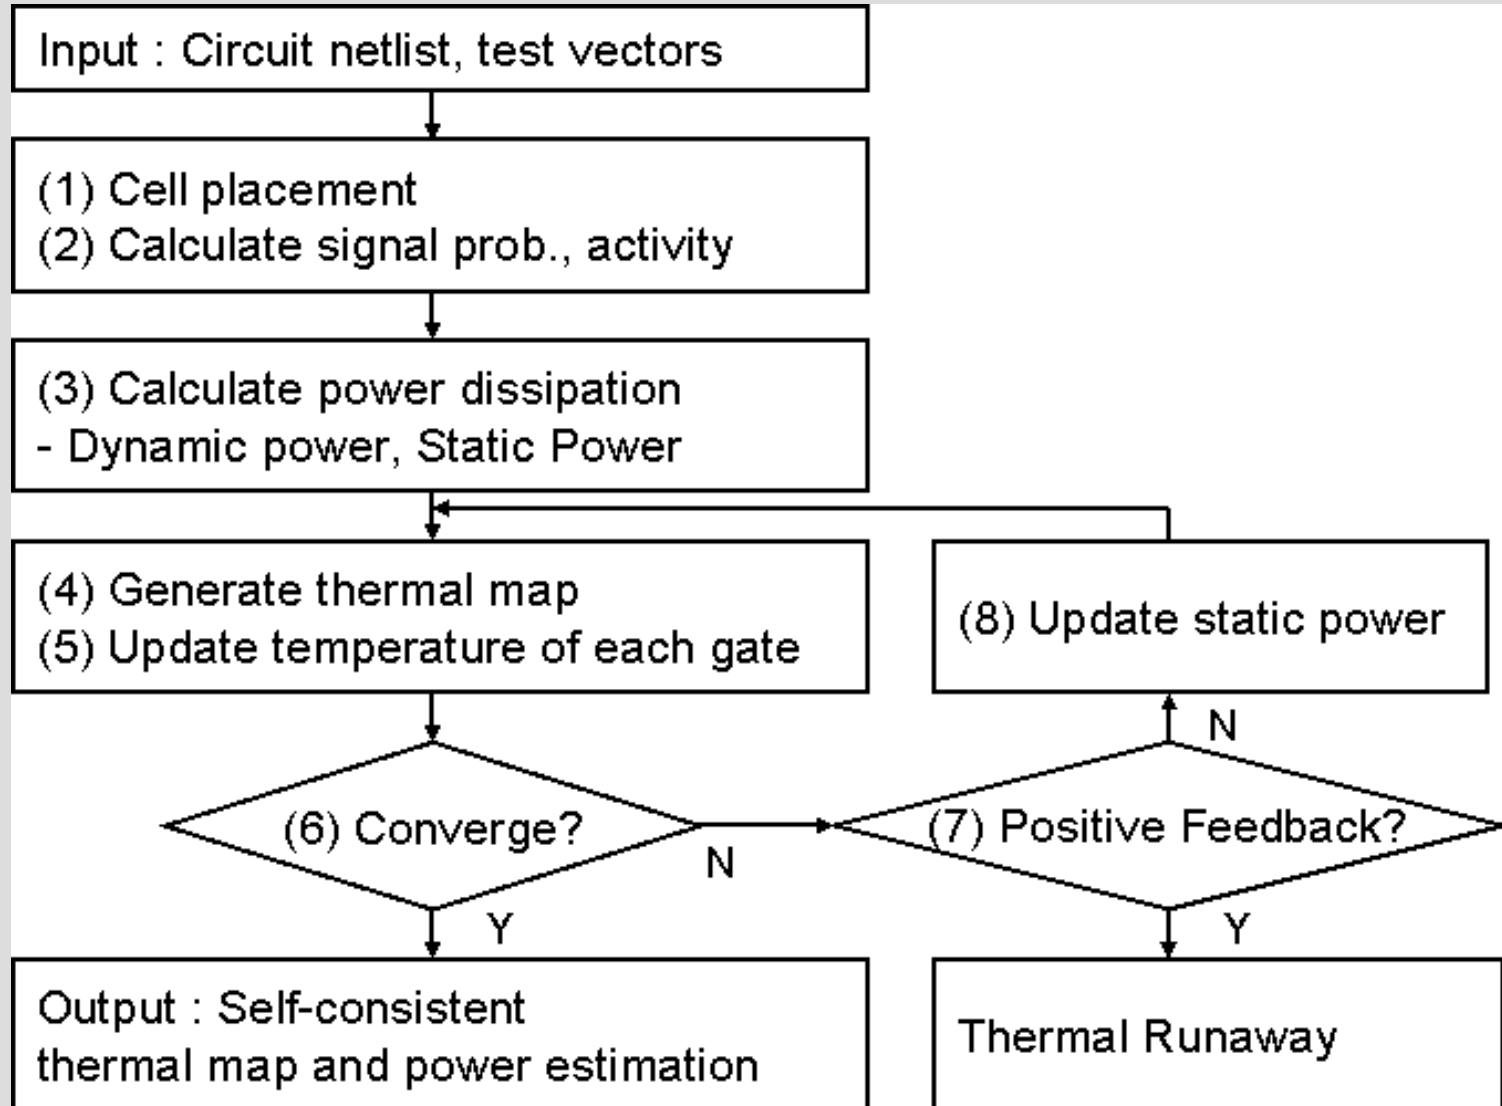 Input : Circuit netlist, test vectors
(1) Cell placement
(2) Calculate signal prob., activity
(3) Calculate power dissipation
- Dynamic power, Static Power
(4) Generate thermal map
(5) Update temperature of each gate
(8) Update static power
N
(6) Converge?
(7) Positive Feedback?
N
Y
Y
Output : Self-consistent
thermal map and power estimation
Thermal Runaway